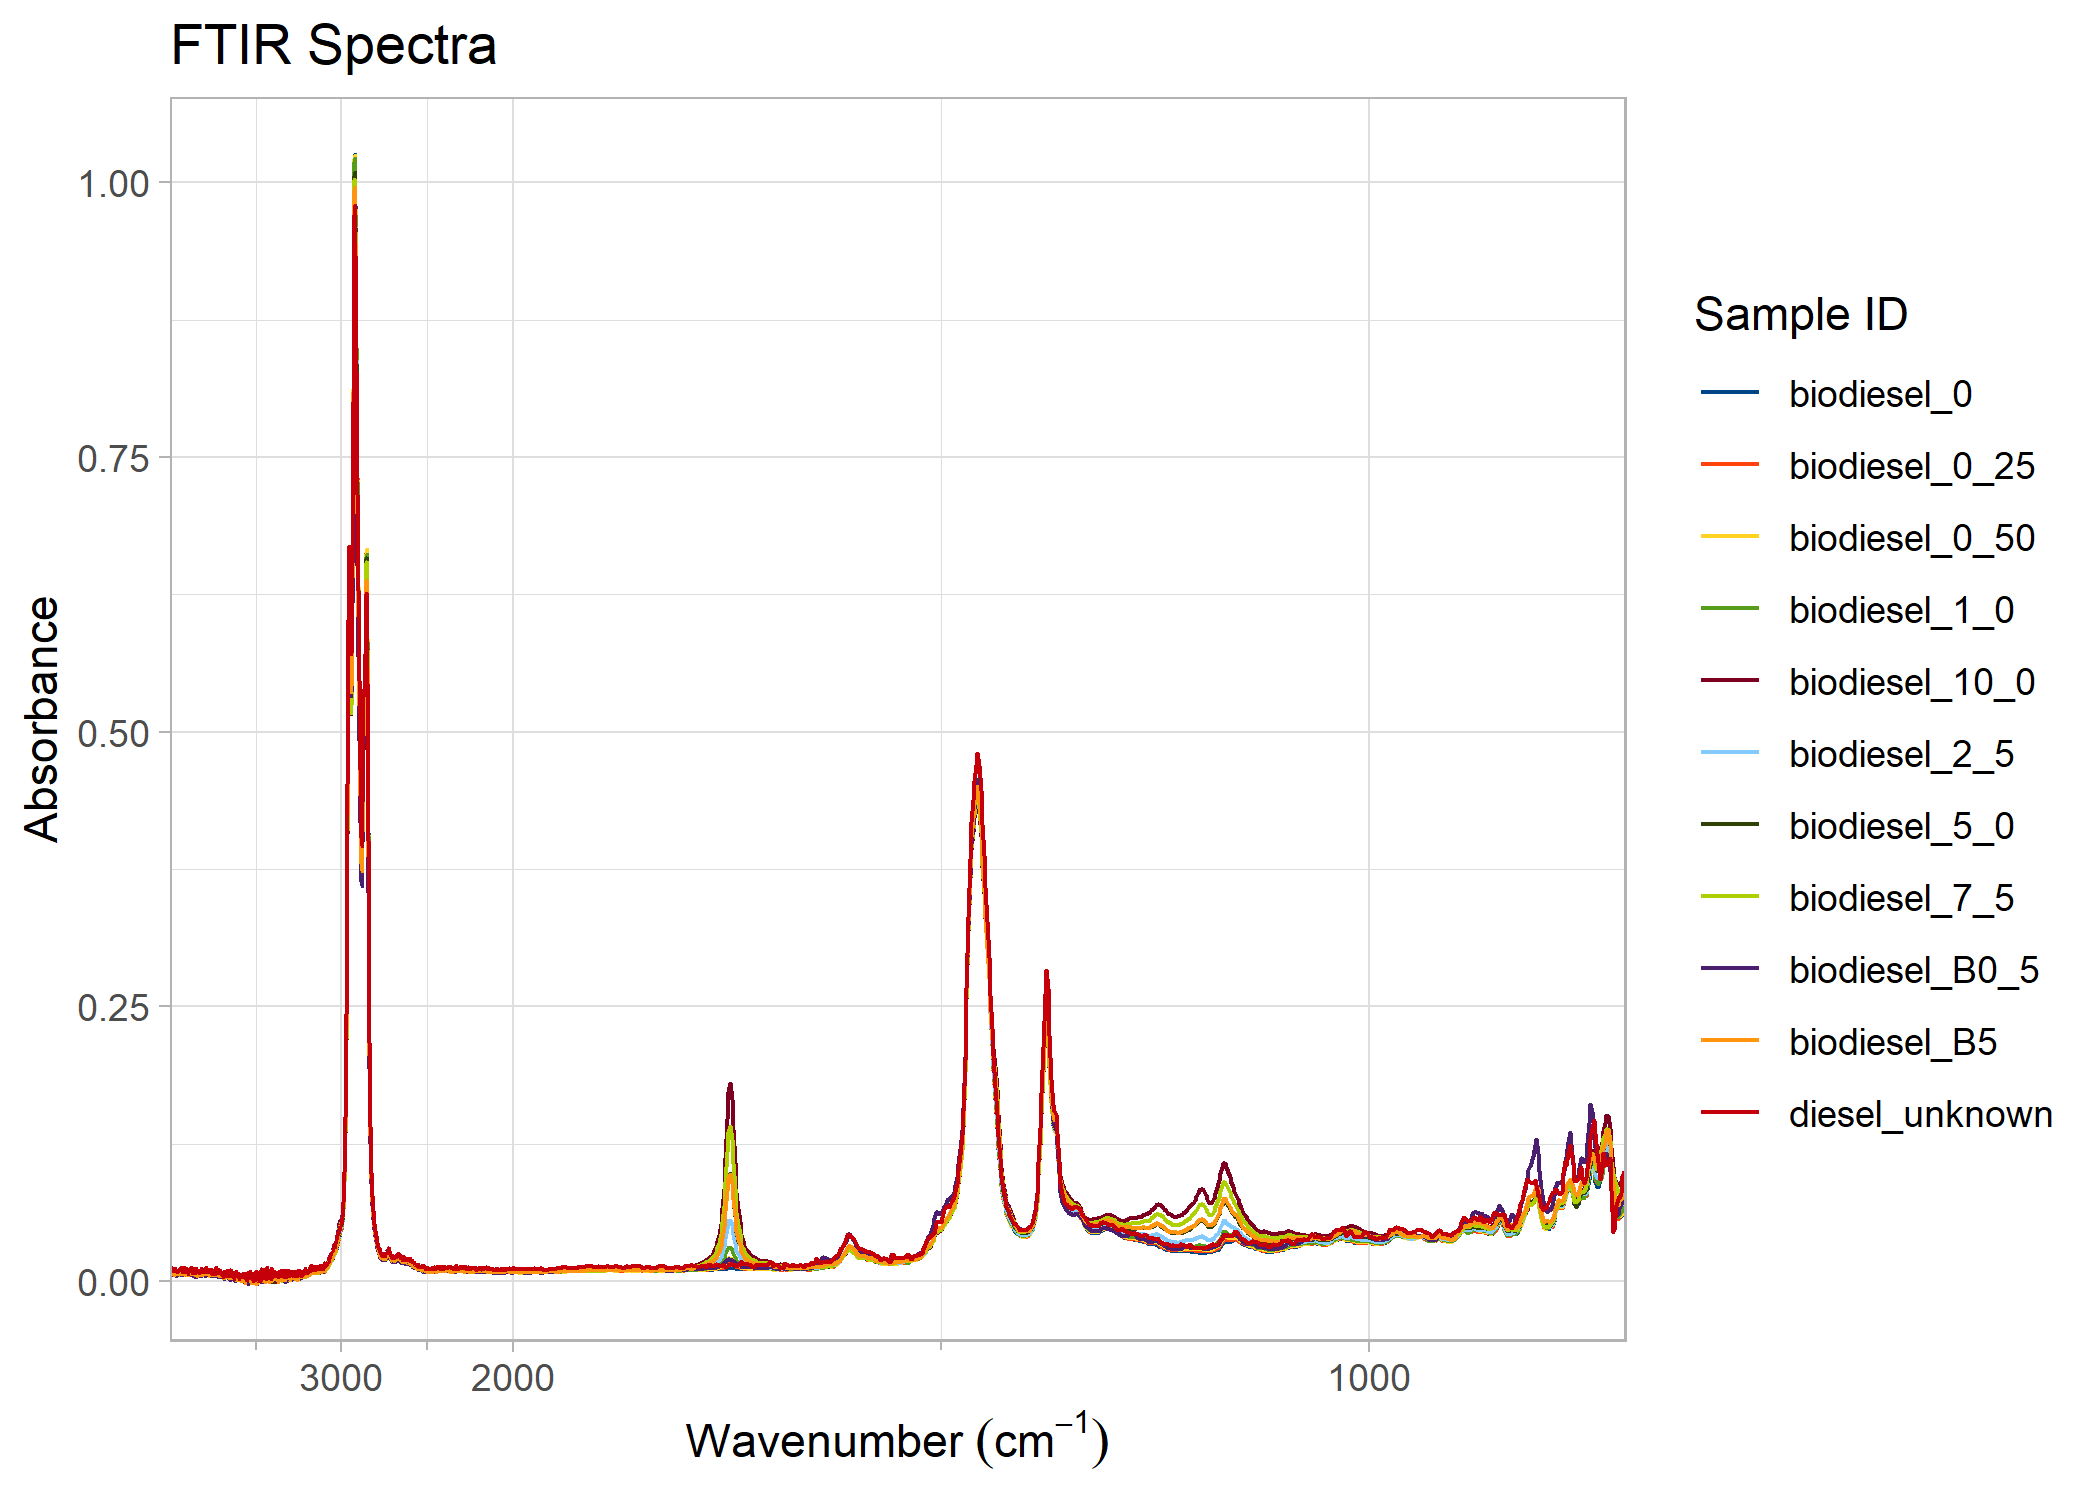 FTIR Spectra
1.00
0.75
0.50
0.25
0.00
Absorbance
3000
2000
1000
Wavenumber (cm⁻¹)
Sample ID
biodiesel_0
biodiesel_0_25
biodiesel_0_50
biodiesel_1_0
biodiesel_10_0
biodiesel_2_5
biodiesel_5_0
biodiesel_7_5
biodiesel_B0_5
biodiesel_B5
diesel_unknown